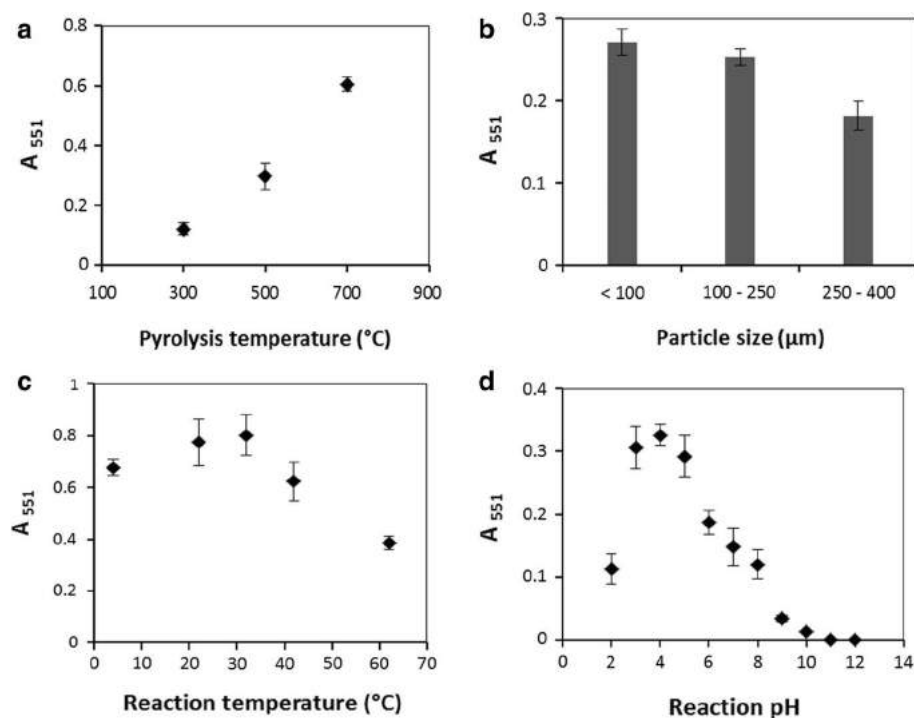 a
0.8
0.6
0.4
0.2
0
A 551
100 300 500 700 900
Pyrolysis temperature (°C)
b
0.3
0.2
0.1
0
A 551
< 100 100 - 250 250 - 400
Particle size (µm)
c
1
0.8
0.6
0.4
0.2
0
A 551
0 10 20 30 40 50 60 70
Reaction temperature (°C)
d
0.4
0.3
0.2
0.1
0
A 551
0 2 4 6 8 10 12 14
Reaction pH